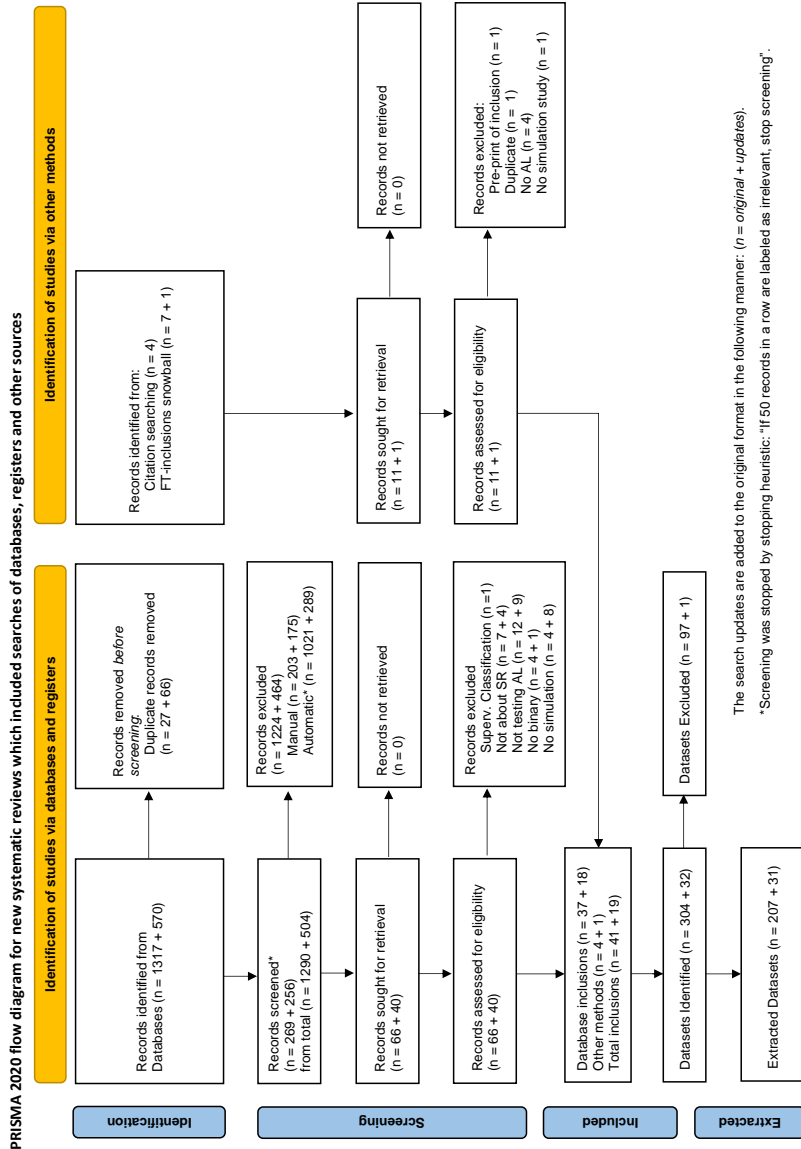 PRISMA 2020 flow diagram for new systematic reviews which included searches of databases, registers and other sources
Identification of studies via databases and registers
Identification of studies via other methods
Identification
Records identified from
Databases (n = 1317 + 570)
Records removed before
screening:
Duplicate records removed
(n = 27 + 66)
Records identified from:
Citation searching (n = 4)
FT-inclusions snowball (n = 7 + 1)
Screening
Records screened*
(n = 269 + 256)
from total (n = 1290 + 504)
Records excluded
(n = 1224 + 464)
Manual (n = 203 + 175)
Automatic* (n = 1021 + 289)
Records sought for retrieval
(n = 66 + 40)
Records not retrieved
(n = 0)
Records sought for retrieval
(n = 11 + 1)
Records not retrieved
(n = 0)
Records assessed for eligibility
(n = 66 + 40)
Records excluded
Superv. Classification (n =1)
Not about SR (n = 7 + 4)
Not testing AL (n = 12 + 9)
No binary (n = 4 + 1)
No simulation (n = 4 + 8)
Records assessed for eligibility
(n = 11 + 1)
Records excluded:
Pre-print of inclusion (n = 1)
Duplicate (n = 1)
No AL (n = 4)
No simulation study (n = 1)
Included
Database inclusions (n = 37 + 18)
Other methods (n = 4 + 1)
Total inclusions (n = 41 + 19)
Datasets Identified (n = 304 + 32)
Datasets Excluded (n = 97 + 1)
Extracted
Extracted Datasets (n = 207 + 31)
The search updates are added to the original format in the following manner: (n = original + updates).
*Screening was stopped by stopping heuristic: "If 50 records in a row are labeled as irrelevant, stop screening".